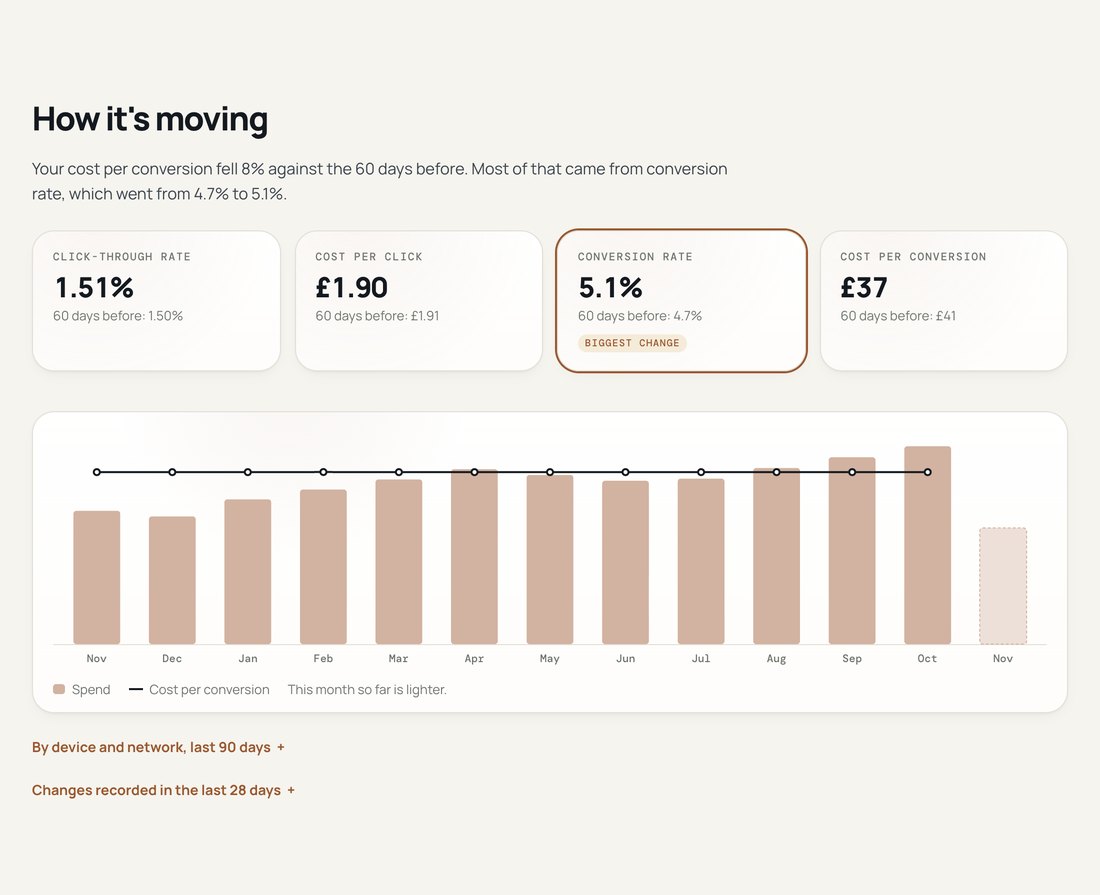 How it's moving
Your cost per conversion fell 8% against the 60 days before. Most of that came from conversion
rate, which went from 4.7% to 5.1%.
CLICK-THROUGH RATE
1.51%
60 days before: 1.50%
COST PER CLICK
£1.90
60 days before: £1.91
CONVERSION RATE
5.1%
60 days before: 4.7%
BIGGEST CHANGE
COST PER CONVERSION
£37
60 days before: £41
Nov Dec Jan Feb Mar Apr May Jun Jul Aug Sep Oct Nov
Spend Cost per conversion This month so far is lighter.
By device and network, last 90 days +
Changes recorded in the last 28 days +